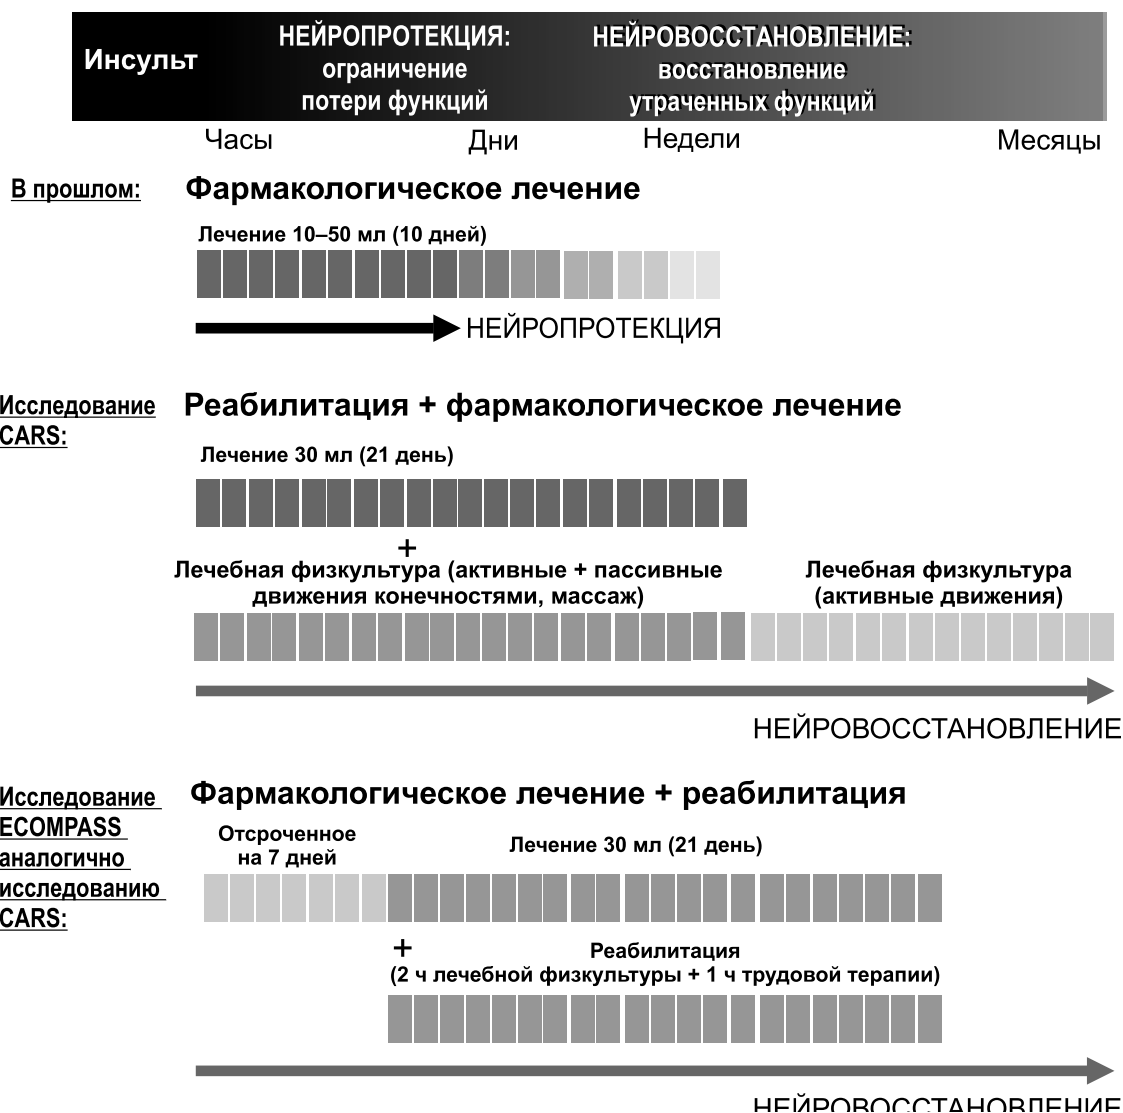 Инсульт
НЕЙРОПРОТЕКЦИЯ:
ограничение
потери функций
НЕЙРОВОССТАНОВЛЕНИЕ:
восстановление
утраченных функций
Часы
Дни
Недели
Месяцы
В прошлом:
Фармакологическое лечение
Лечение 10–50 мл (10 дней)
НЕЙРОПРОТЕКЦИЯ
Исследование
CARS:
Реабилитация + фармакологическое лечение
Лечение 30 мл (21 день)
+
Лечебная физкультура (активные + пассивные
движения конечностями, массаж)
Лечебная физкультура
(активные движения)
НЕЙРОВОССТАНОВЛЕНИЕ
Исследование
ECOMPASS
аналогично
исследованию
CARS:
Фармакологическое лечение + реабилитация
Отсроченное
на 7 дней
Лечение 30 мл (21 день)
+
Реабилитация
(2 ч лечебной физкультуры + 1 ч трудовой терапии)
НЕЙРОВОССТАНОВЛЕНИЕ